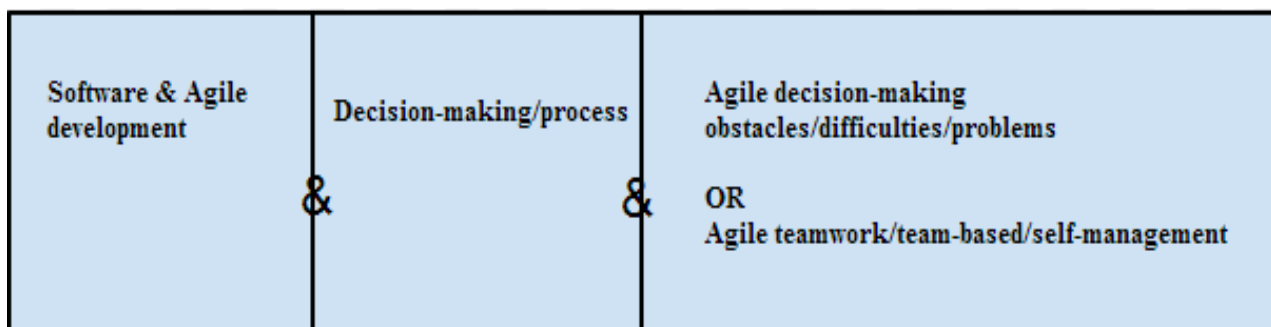 Software & Agile
development
&
Decision-making/process
&
Agile decision-making
obstacles/difficulties/problems
OR
Agile teamwork/team-based/self-management